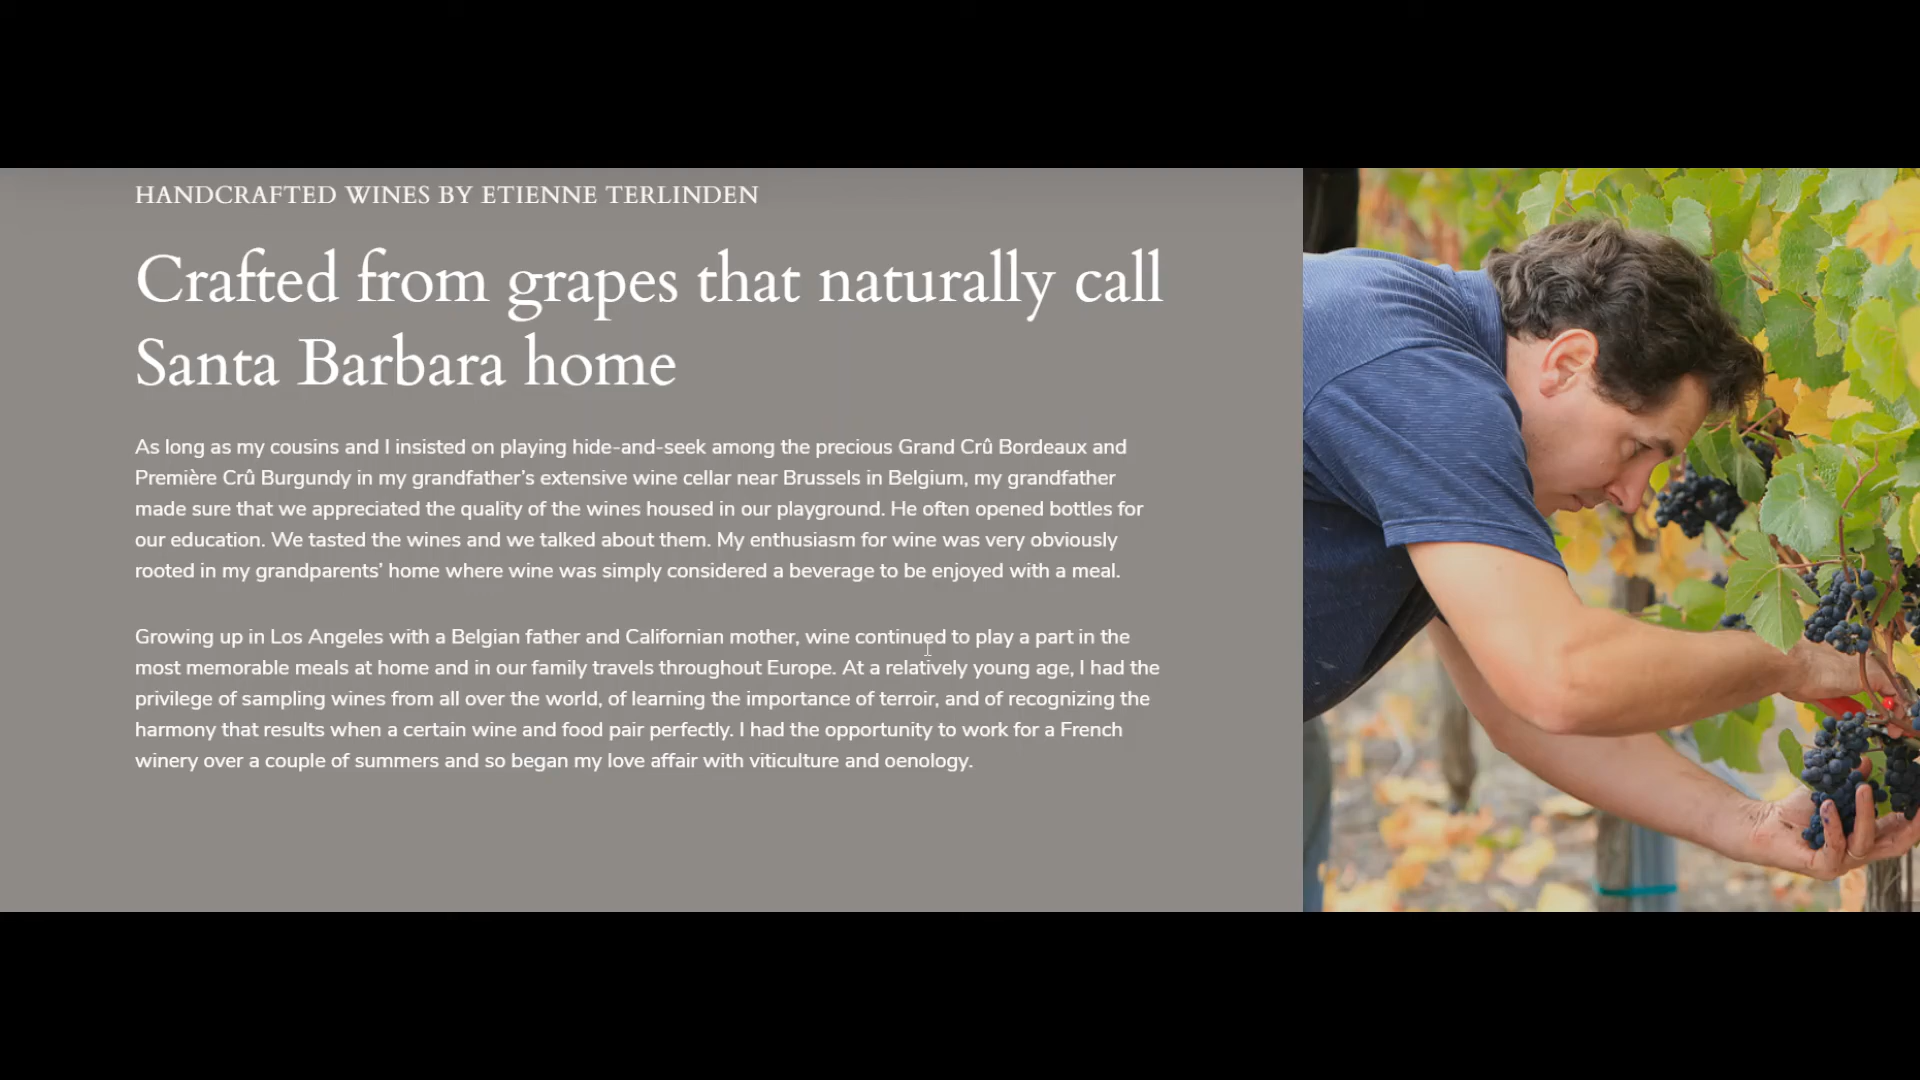 HANDCRAFTED WINES BY ETIENNE TERLINDEN
Crafted from grapes that naturally call
Santa Barbara home
As long as my cousins and I insisted on playing hide-and-seek among the precious Grand Crû Bordeaux and
Première Crû Burgundy in my grandfather’s extensive wine cellar near Brussels in Belgium, my grandfather
made sure that we appreciated the quality of the wines housed in our playground. He often opened bottles for
our education. We tasted the wines and we talked about them. My enthusiasm for wine was very obviously
rooted in my grandparents’ home where wine was simply considered a beverage to be enjoyed with a meal.
Growing up in Los Angeles with a Belgian father and Californian mother, wine continued to play a part in the
most memorable meals at home and in our family travels throughout Europe. At a relatively young age, I had the
privilege of sampling wines from all over the world, of learning the importance of terroir, and of recognizing the
harmony that results when a certain wine and food pair perfectly. I had the opportunity to work for a French
winery over a couple of summers and so began my love affair with viticulture and oenology.